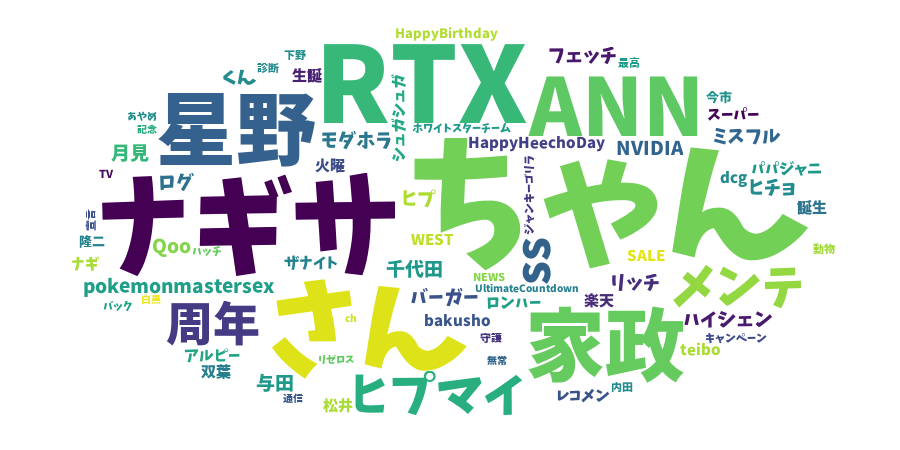 HappyBirthday
下野
フェッチ
最高
くん
診断
生誕
RTX
シュガシュガ
ANN
今市
スーパー
あやめ
記念
星野
モダホラ
ホワイトスターチーム
ミスフル
月見
火曜
HappyHeechoDay
NVIDIA
TV
ログ
ちゃん
ジャンキーゴリラ
dcg
パパジャニ
ヒチョ
ナギサ
ヒプ
誕生
宣言
隆二
Qoo
ハッチ
WEST
SS
SALE
動物
ナギ
ザナイト
千代田
NEWS
UltimateCountdown
リッチ
メンテ
pokemonmastersex
白黒
バック
さん
バーガー
ロンハー
楽天
周年
ch
bakusho
家政
ハイシェン
キャンペーン
アルピー
リゼロス
守護
teibo
双葉
無常
与田
ヒプマイ
レコメン
内田
通信
松井